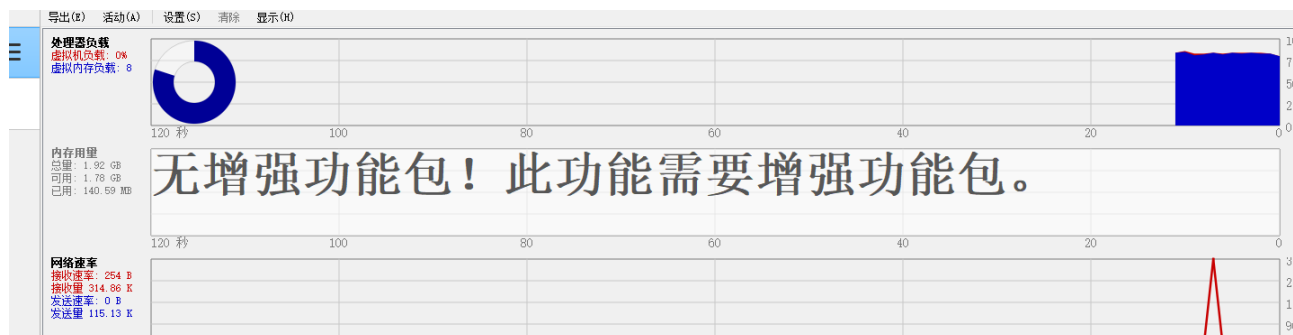 导出(E) 活动(A) 设置(S) 清除 显示(H)
处理器负载
虚拟机负载: 0%
虚拟内存负载: 8
120 秒 100 80 60 40 20 0
内存用量
总量: 1.92 GB
可用: 1.78 GB
已用: 140.59 MB
无增强功能包！此功能需要增强功能包。
120 秒 100 80 60 40 20 0
网络速率
接收速率: 254 B
接收量 314.86 K
发送速率: 0 B
发送量 115.13 K